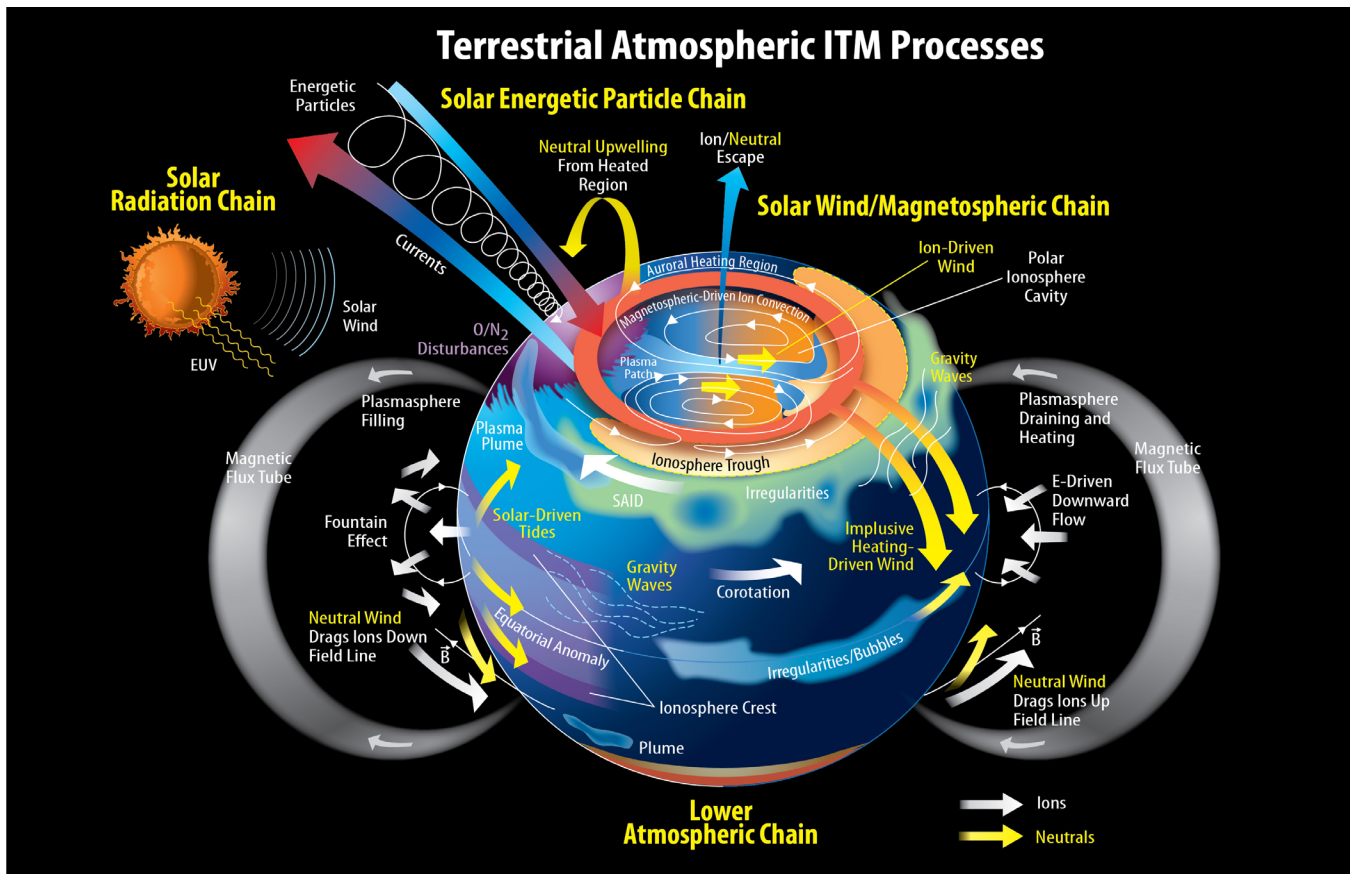 Terrestrial Atmospheric ITM Processes
Energetic
Particles
Solar Energetic Particle Chain
Neutral Upwelling
From Heated
Region
Ion/Neutral
Escape
Solar
Radiation Chain
Solar Wind/Magnetospheric Chain
Currents
Ion-Driven
Wind
Polar
Ionosphere
Cavity
Auroral Heating Region
Magnetospheric-Driven Ion Convection
Solar
Wind
EUV
O/N2
Disturbances
Plasma
Patch
Gravity
Waves
Plasmasphere
Filling
Plasma
Plume
Plasmasphere
Draining and
Heating
Magnetic
Flux Tube
Ionosphere Trough
Magnetic
Flux Tube
SAID
Irregularities
E-Driven
Downward
Flow
Fountain
Effect
Solar-Driven
Tides
Implusive
Heating-
Driven Wind
Gravity
Waves
Corotation
Neutral Wind
Drags Ions Down
Field Line
B
Equatorial Anomaly
Irregularities/Bubbles
B
Neutral Wind
Drags Ions Up
Field Line
Ionosphere Crest
Plume
Lower
Atmospheric Chain
Ions
Neutrals